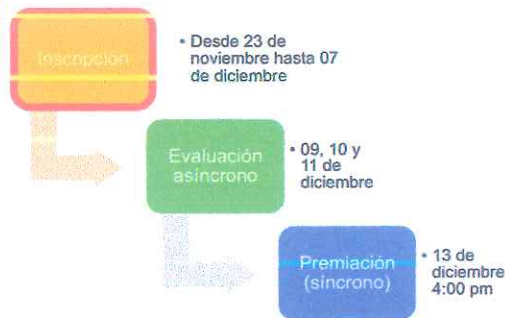 Inscripción
• Desde 23 de
noviembre hasta 07
de diciembre
Evaluación
asíncrono
• 09, 10 y
11 de
diciembre
Premiación
(síncrono)
• 13 de
diciembre
4:00 pm